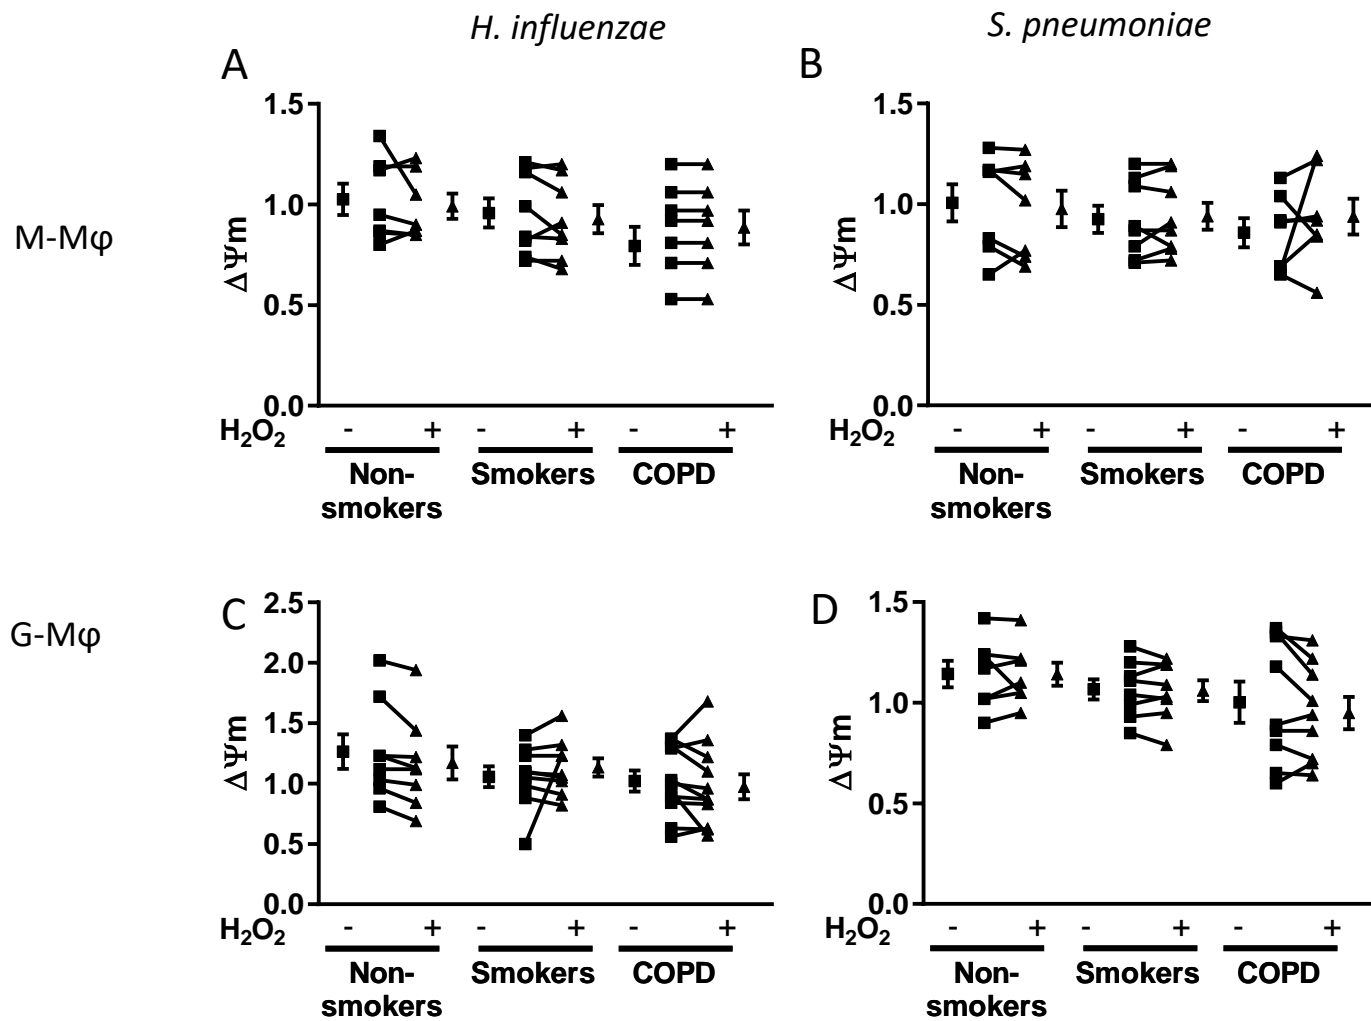 H. influenzae
S. pneumoniae
M-Mφ
G-Mφ
A
ΔΨm
1.5
1.0
0.5
0.0
H₂O₂ - + - + - +
Non-
smokers
Smokers
COPD
B
ΔΨm
1.5
1.0
0.5
0.0
H₂O₂ - + - + - +
Non-
smokers
Smokers
COPD
C
ΔΨm
2.5
2.0
1.5
1.0
0.5
0.0
H₂O₂ - + - + - +
Non-
smokers
Smokers
COPD
D
ΔΨm
1.5
1.0
0.5
0.0
H₂O₂ - + - + - +
Non-
smokers
Smokers
COPD